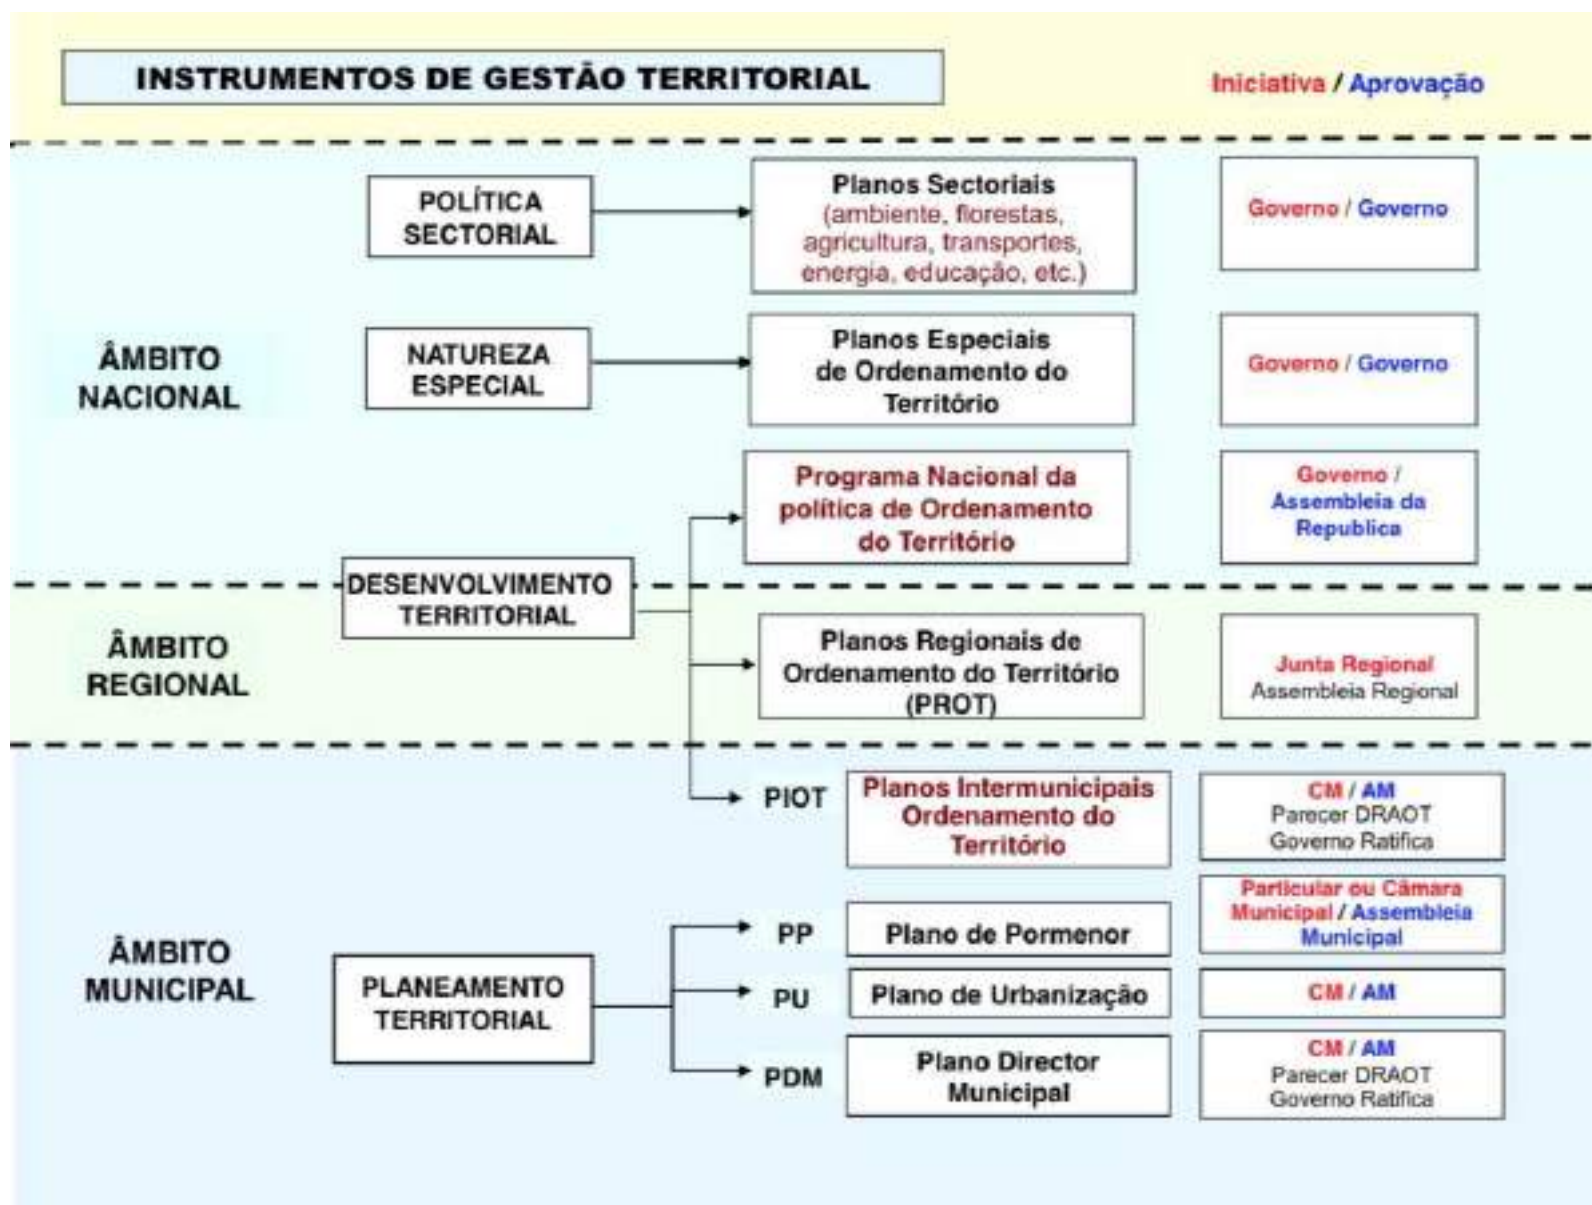 INSTRUMENTOS DE GESTÃO TERRITORIAL
Iniciativa / Aprovação
ÂMBITO
NACIONAL
POLÍTICA
SECTORIAL
Planos Sectoriais
(ambiente, florestas,
agricultura, transportes,
energia, educação, etc.)
Governo / Governo
NATUREZA
ESPECIAL
Planos Especiais
de Ordenamento do
Território
Governo / Governo
Programa Nacional da
política de Ordenamento
do Território
Governo /
Assembleia da
Republica
DESENVOLVIMENTO
TERRITORIAL
ÂMBITO
REGIONAL
Planos Regionais de
Ordenamento do Território
(PROT)
Junta Regional
Assembleia Regional
PIOT
Planos Intermunicipais
Ordenamento do
Território
CM / AM
Parecer DRAOT
Governo Ratifica
ÂMBITO
MUNICIPAL
PLANEAMENTO
TERRITORIAL
PP
Plano de Pormenor
Particular ou Câmara
Municipal / Assembleia
Municipal
PU
Plano de Urbanização
CM / AM
PDM
Plano Director
Municipal
CM / AM
Parecer DRAOT
Governo Ratifica